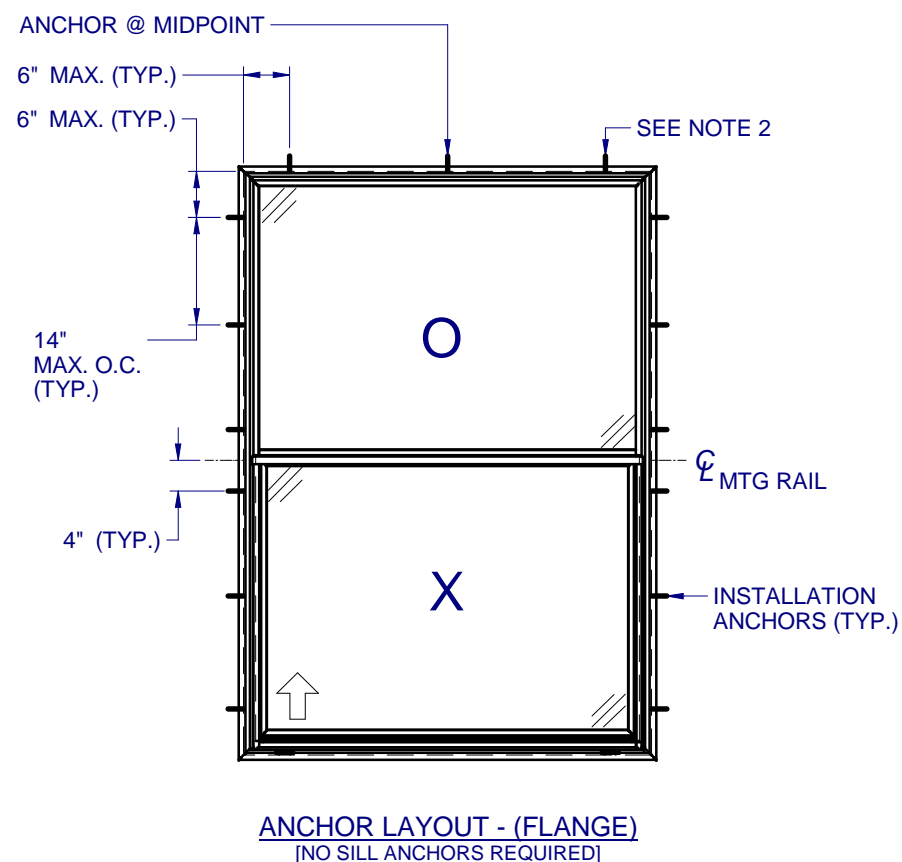 ANCHOR @ MIDPOINT
6" MAX. (TYP.)
6" MAX. (TYP.)
SEE NOTE 2
14"
MAX. O.C.
(TYP.)
O
℄ MTG RAIL
4" (TYP.)
X
INSTALLATION
ANCHORS (TYP.)
ANCHOR LAYOUT - (FLANGE)
[NO SILL ANCHORS REQUIRED]